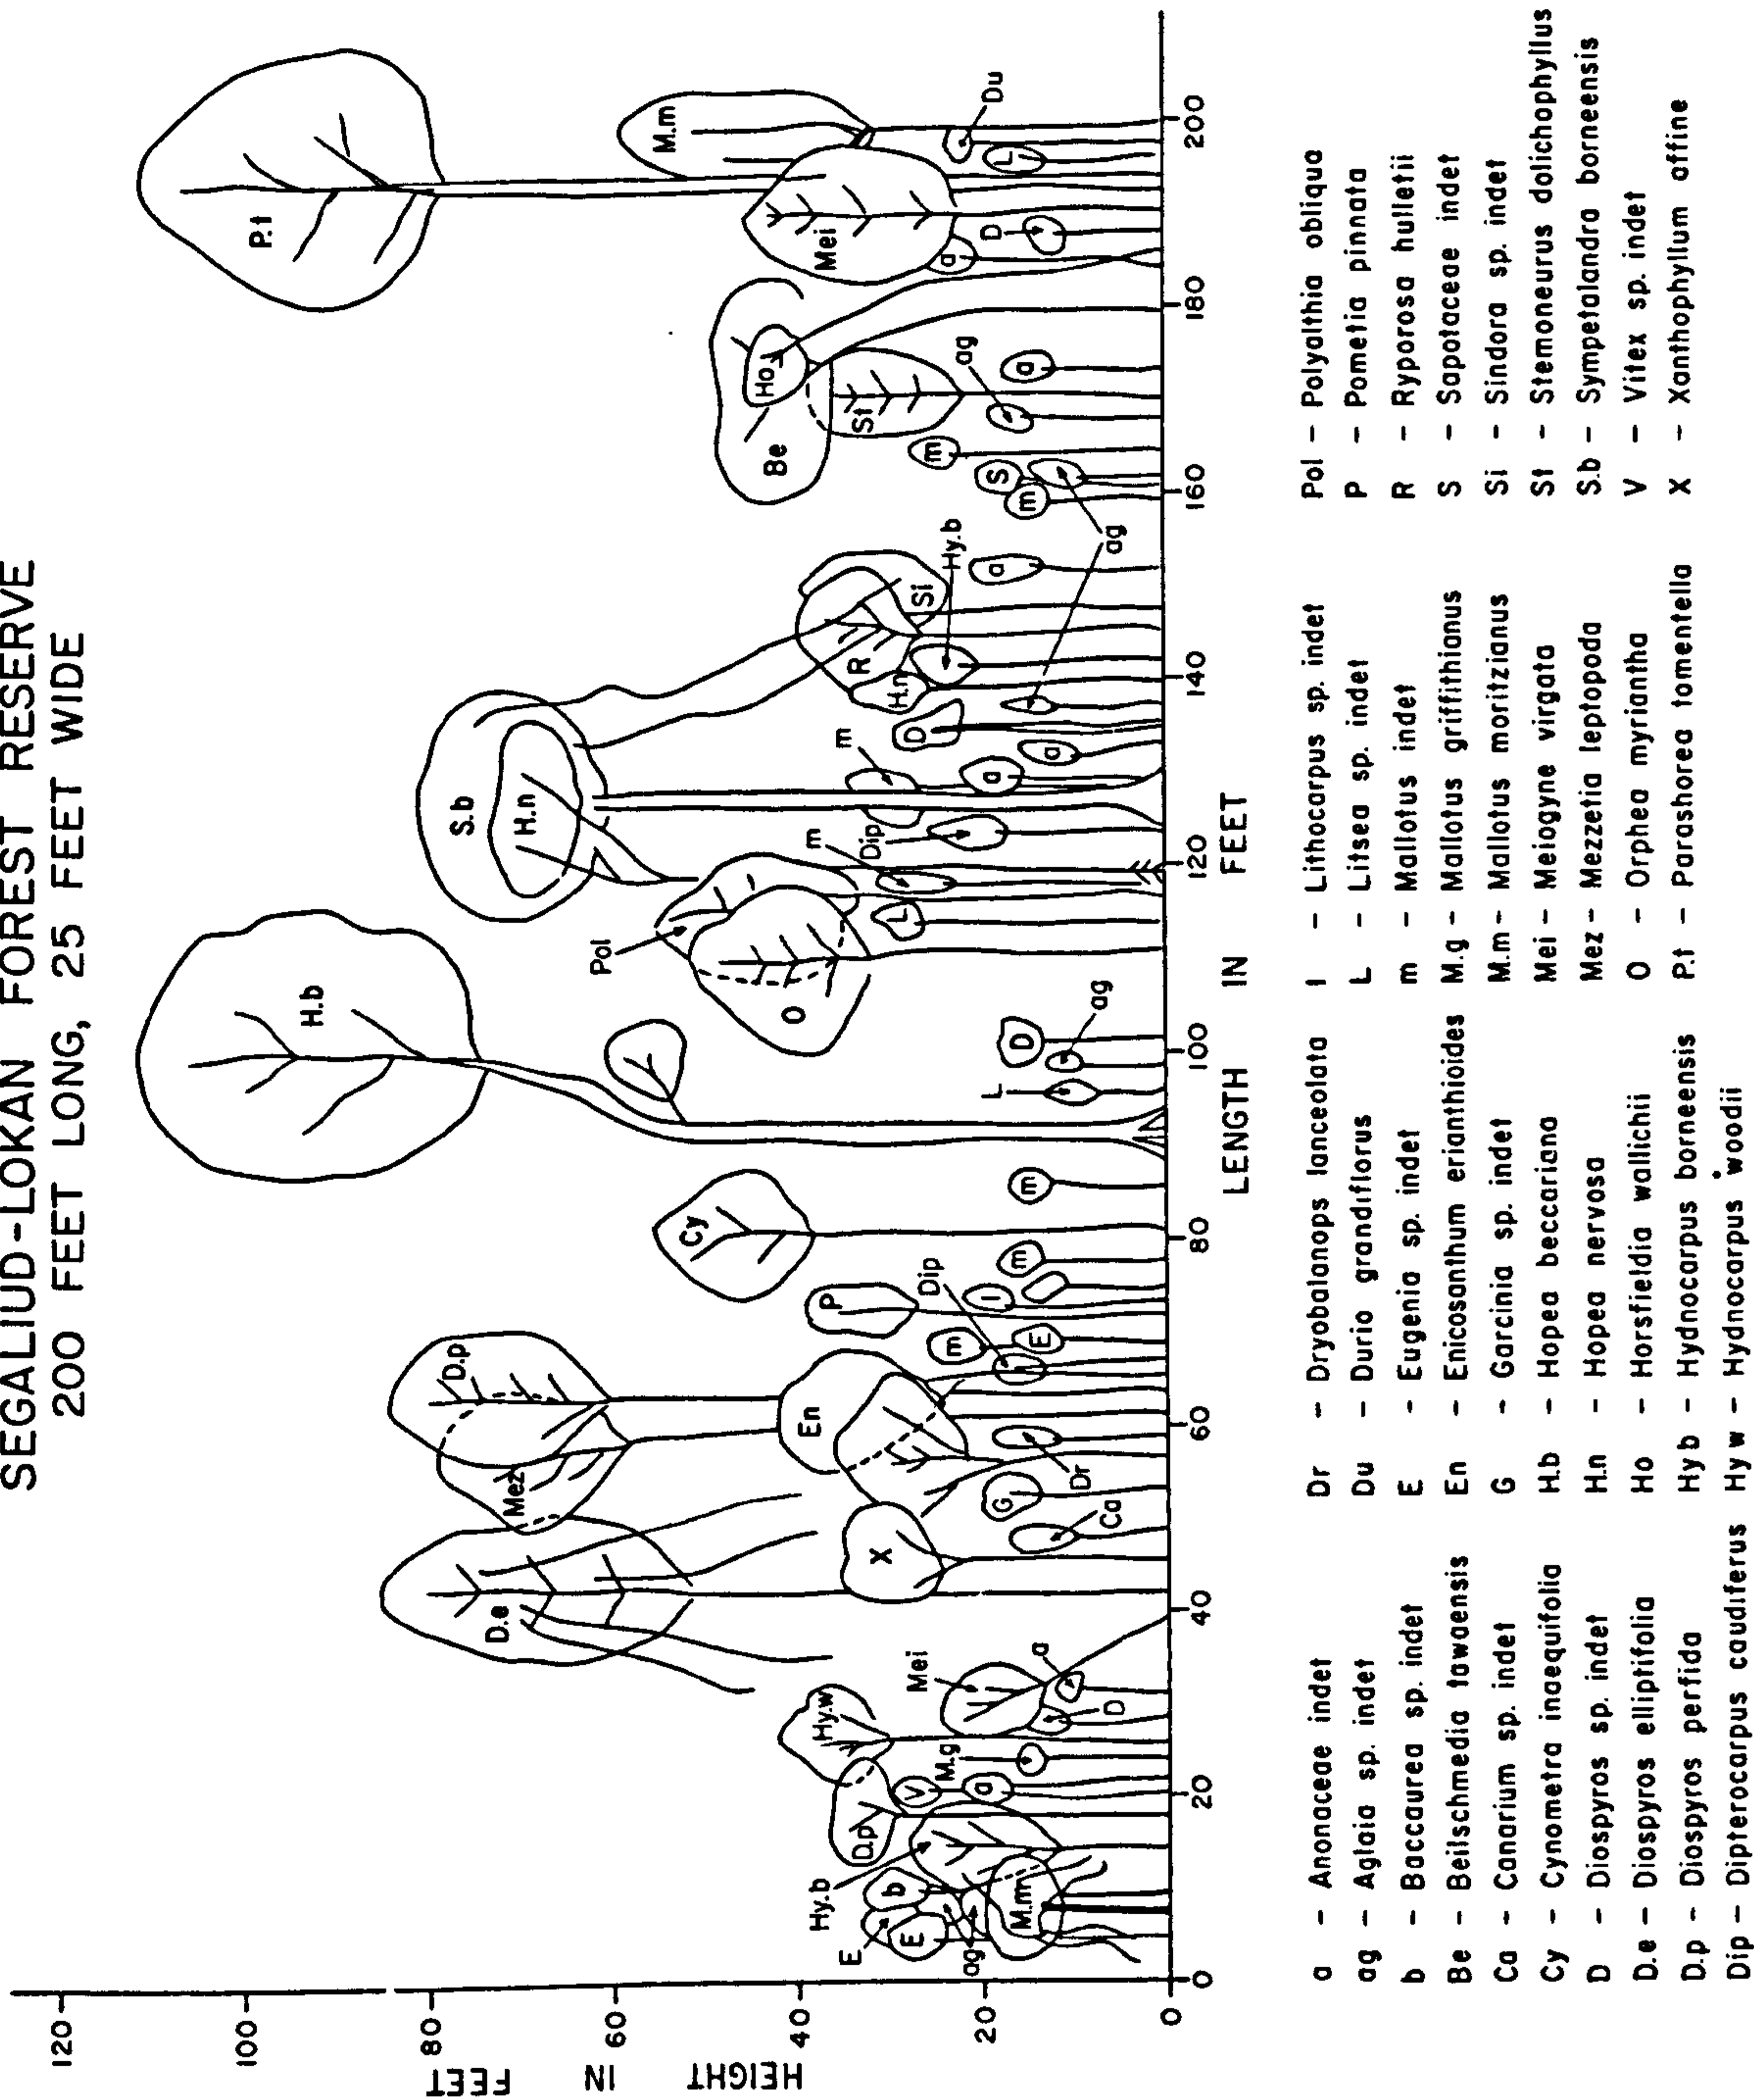 SEGALIUD-LOKAN FOREST RESERVE
200 FEET LONG, 25 FEET WIDE
HEIGHT IN FEET
120
100
80
60
40
20
0
P.t
H.b
S.b
H.n
D.e
Mez
D.p
Cy
Pol
O
Be
Ho
St
Mei
M.m
Du
L
D
a
ag
a
m
S
m
ag
a
Si
R
H.n
Hy.b
D
m
a
a
Dip
m
L
D
ag
L
m
m
P
I
Dip
m
E
En
Dr
G
Ca
X
Mei
a
D
Hy.w
M.g
V
a
D.p
Hy.b
b
E
E
ag
M.m
0 20 40 60 80 100 120 140 160 180 200
LENGTH IN FEET
a - Anonaceae indet
ag - Aglaia sp. indet
b - Baccaurea sp. indet
Be - Beilschmedia tawaensis
Ca - Canarium sp. indet
Cy - Cynometra inaequifolia
D - Diospyros sp. indet
D.e - Diospyros elliptifolia
D.p - Diospyros perfida
Dip - Dipterocarpus caudiferus
Dr - Dryobalanops lanceolata
Du - Durio grandiflorus
E - Eugenia sp. indet
En - Enicosanthum erianthioides
G - Garcinia sp. indet
H.b - Hopea beccariana
H.n - Hopea nervosa
Ho - Horsfieldia wallichii
Hy b - Hydnocarpus borneensis
Hy w - Hydnocarpus woodii
I - Lithocarpus sp. indet
L - Litsea sp. indet
m - Mallotus indet
M.g - Mallotus griffithianus
M.m - Mallotus moritzianus
Mei - Meiogyne virgata
Mez - Mezzetia leptopoda
O - Orphea myriantha
P.t - Parashorea tomentella
Pol - Polyalthia obliqua
P - Pometia pinnata
R - Ryporosa hulletii
S - Sapotaceae indet
Si - Sindora sp. indet
St - Stemoneurus dolichophyllus
S.b - Sympetalandra borneensis
V - Vitex sp. indet
X - Xanthophyllum affine